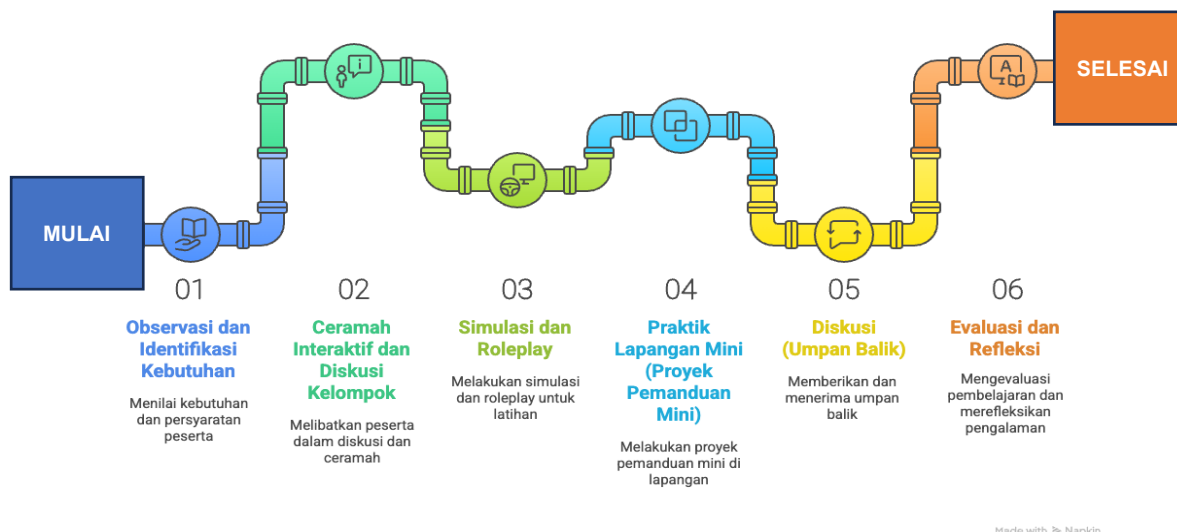 MULAI
SELESAI
01
Observasi dan
Identifikasi
Kebutuhan
Menilai kebutuhan
dan persyaratan
peserta
02
Ceramah
Interaktif dan
Diskusi
Kelompok
Melibatkan peserta
dalam diskusi dan
ceramah
03
Simulasi dan
Roleplay
Melakukan simulasi
dan roleplay untuk
latihan
04
Praktik
Lapangan Mini
(Proyek
Pemanduan
Mini)
Melakukan proyek
pemanduan mini di
lapangan
05
Diskusi
(Umpan Balik)
Memberikan dan
menerima umpan
balik
06
Evaluasi dan
Refleksi
Mengevaluasi
pembelajaran dan
merefleksikan
pengalaman
Made with Napkin